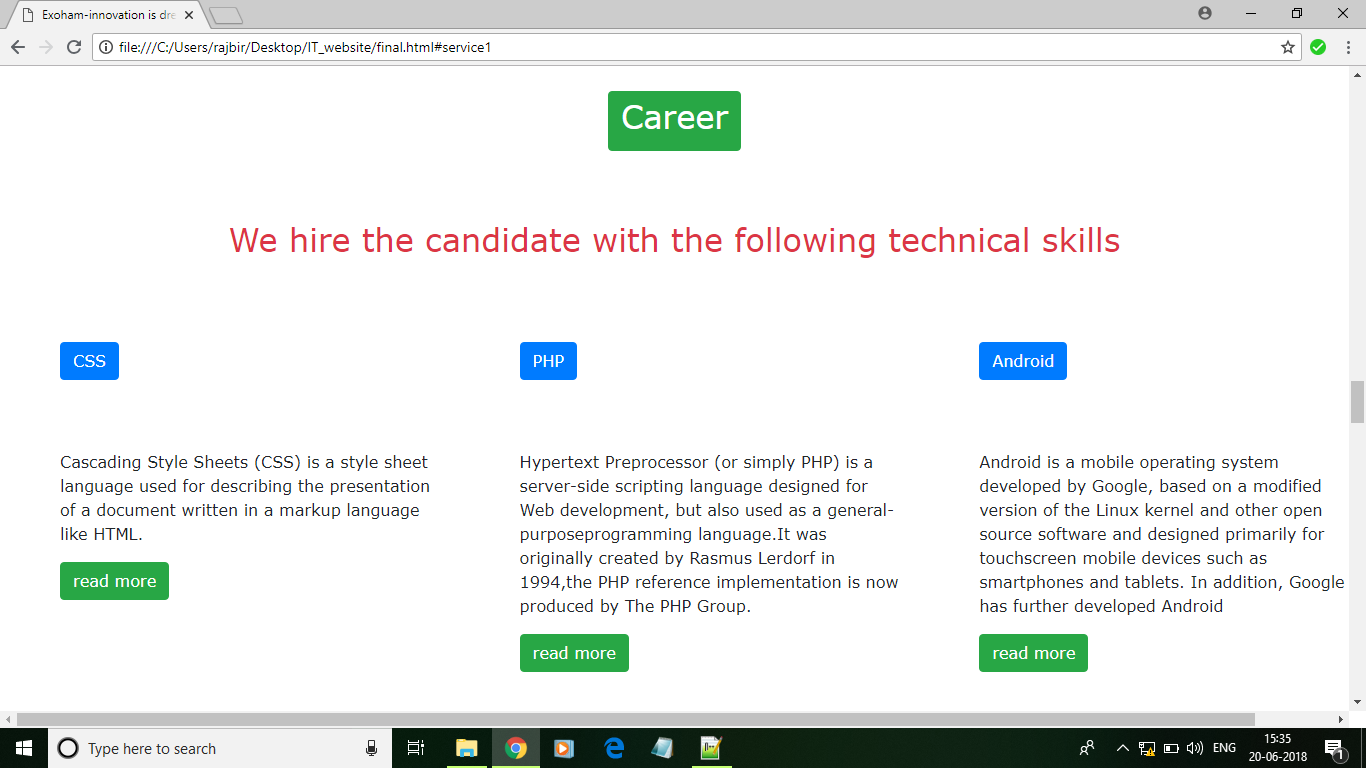 Exoham-innovation is dre
file:///C:/Users/rajbir/Desktop/IT_website/final.html#service1
Career
We hire the candidate with the following technical skills
CSS
Cascading Style Sheets (CSS) is a style sheet
language used for describing the presentation
of a document written in a markup language
like HTML.
read more
PHP
Hypertext Preprocessor (or simply PHP) is a
server-side scripting language designed for
Web development, but also used as a general-
purposeprogramming language.It was
originally created by Rasmus Lerdorf in
1994,the PHP reference implementation is now
produced by The PHP Group.
read more
Android
Android is a mobile operating system
developed by Google, based on a modified
version of the Linux kernel and other open
source software and designed primarily for
touchscreen mobile devices such as
smartphones and tablets. In addition, Google
has further developed Android
read more
Type here to search
ENG
15:35
20-06-2018
1